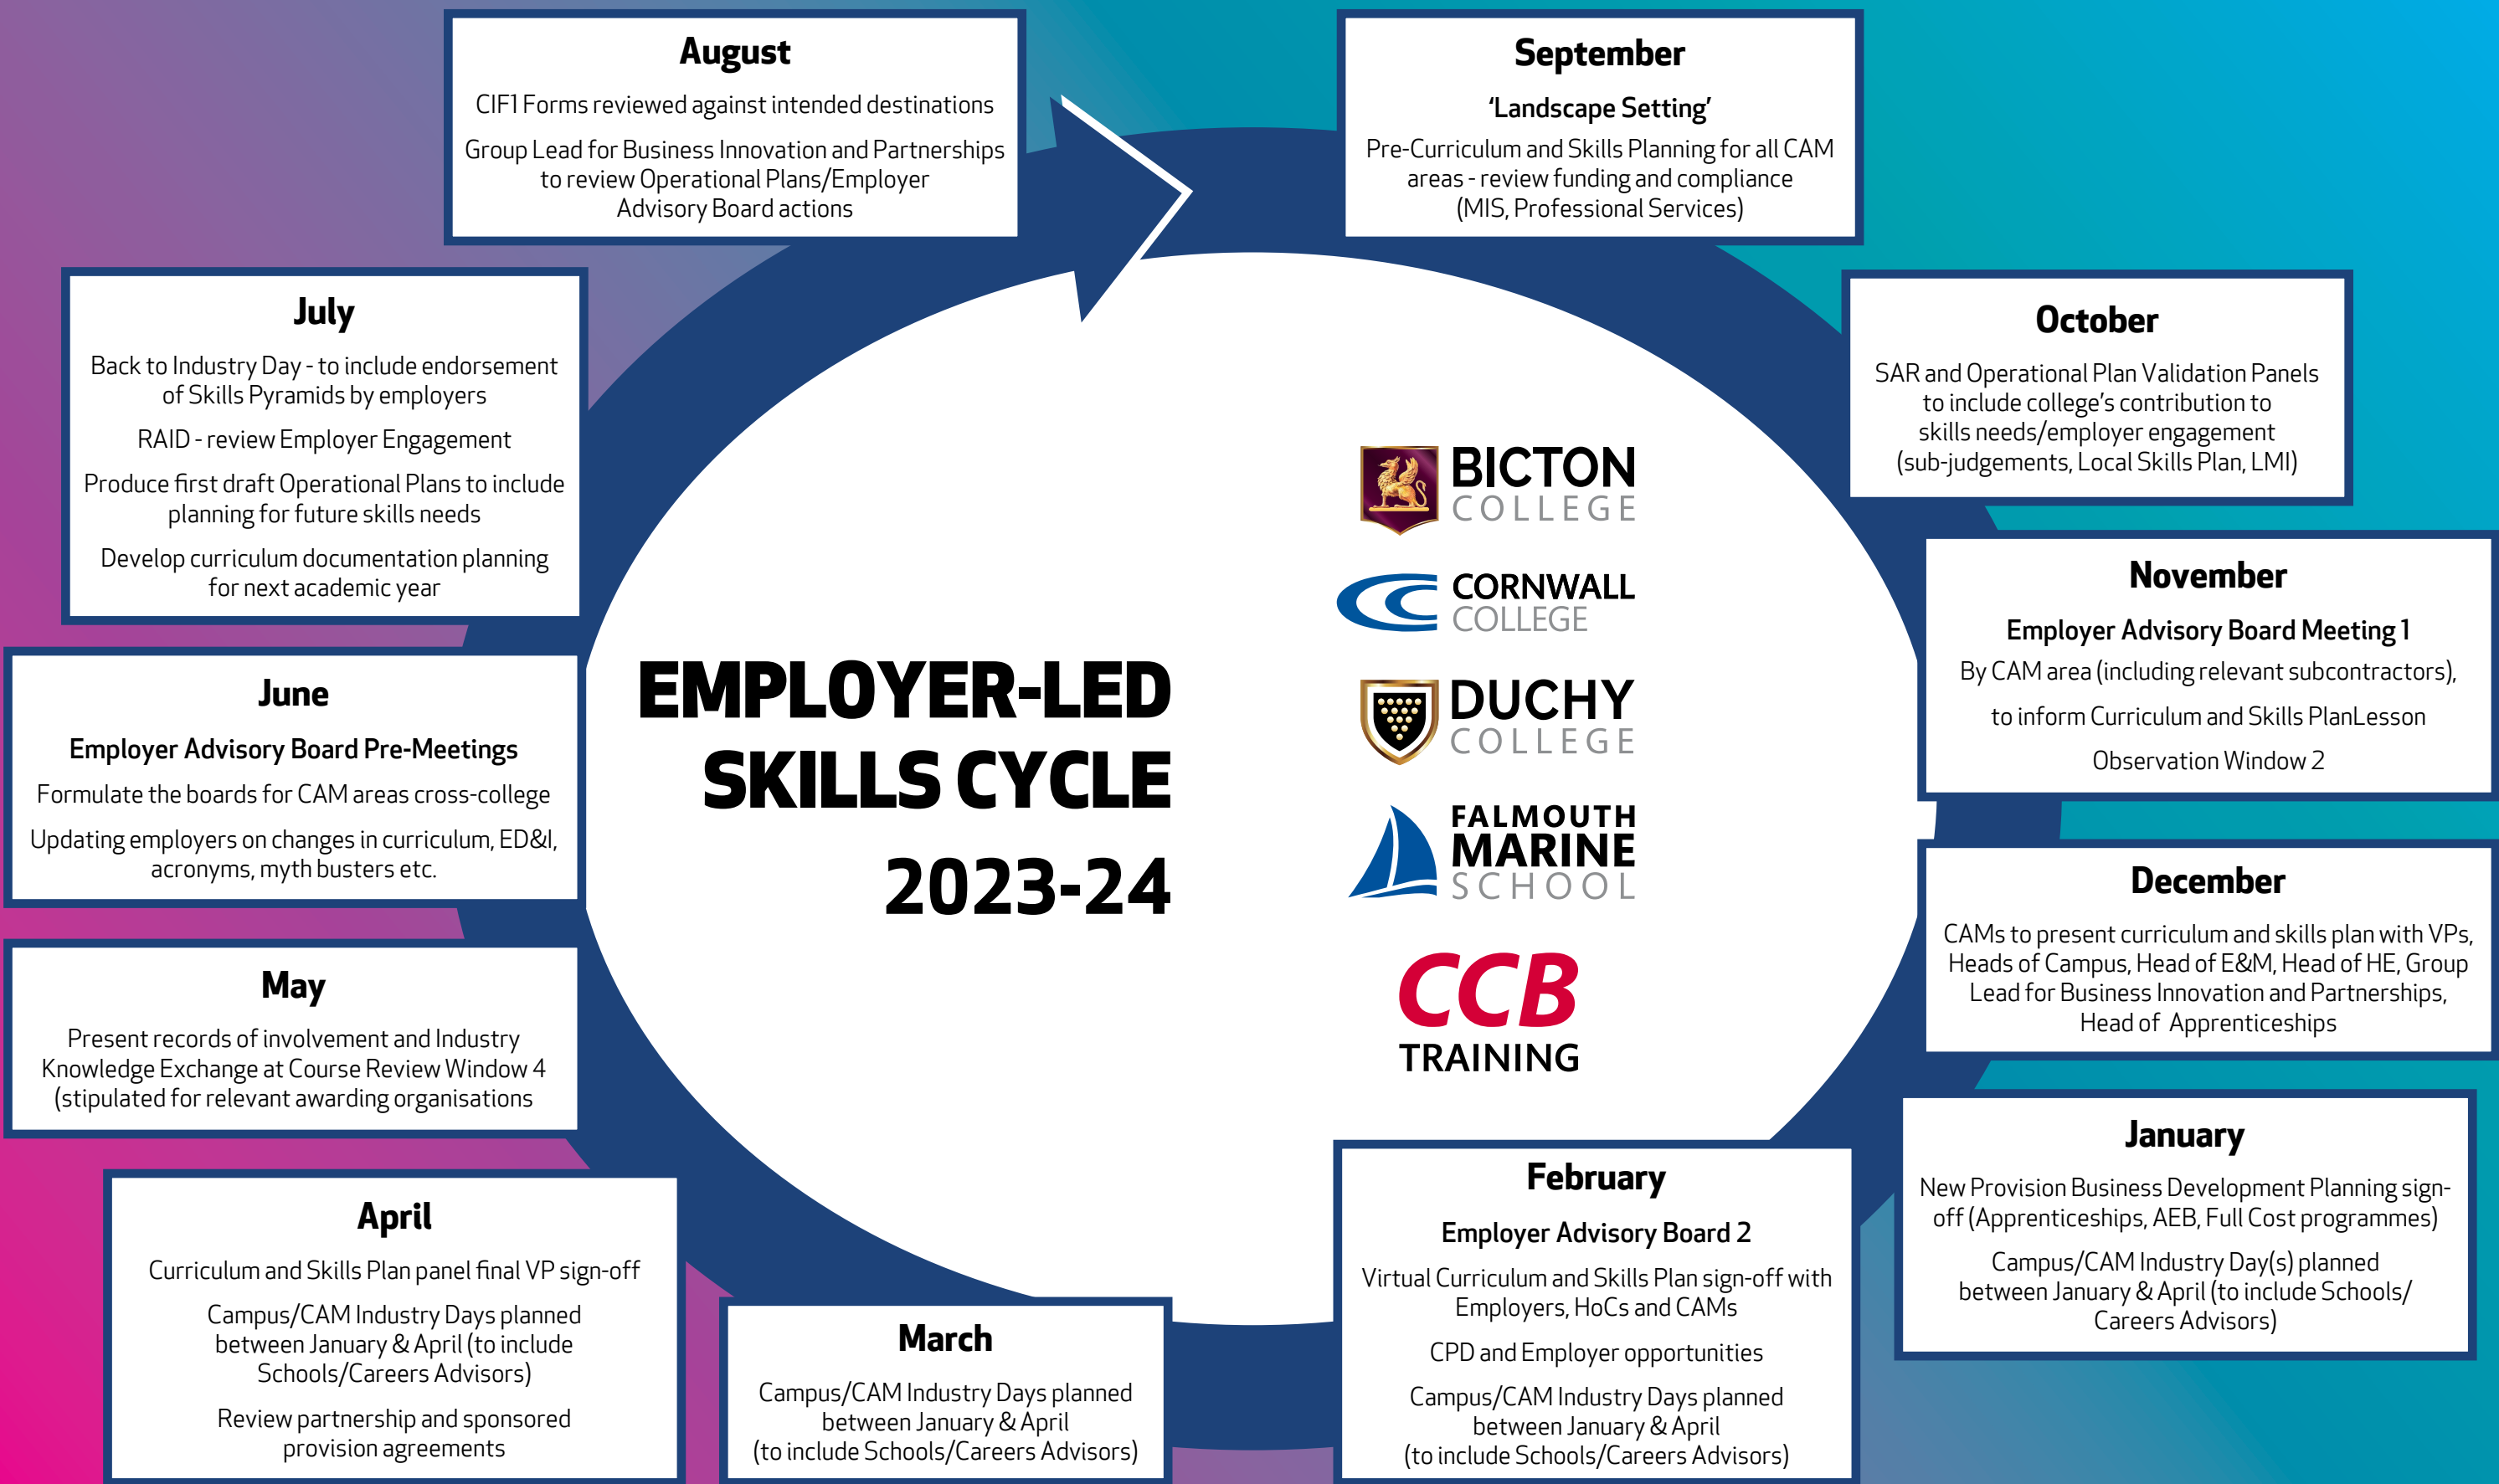 August
CIF1 Forms reviewed against intended destinations
Group Lead for Business Innovation and Partnerships
to review Operational Plans/Employer
Advisory Board actions
September
‘Landscape Setting’
Pre-Curriculum and Skills Planning for all CAM
areas - review funding and compliance
(MIS, Professional Services)
October
SAR and Operational Plan Validation Panels
to include college’s contribution to
skills needs/employer engagement
(sub-judgements, Local Skills Plan, LMI)
November
Employer Advisory Board Meeting 1
By CAM area (including relevant subcontractors),
to inform Curriculum and Skills PlanLesson
Observation Window 2
December
CAMs to present curriculum and skills plan with VPs,
Heads of Campus, Head of E&M, Head of HE, Group
Lead for Business Innovation and Partnerships,
Head of Apprenticeships
January
New Provision Business Development Planning sign-
off (Apprenticeships, AEB, Full Cost programmes)
Campus/CAM Industry Day(s) planned
between January & April (to include Schools/
Careers Advisors)
February
Employer Advisory Board 2
Virtual Curriculum and Skills Plan sign-off with
Employers, HoCs and CAMs
CPD and Employer opportunities
Campus/CAM Industry Days planned
between January & April
(to include Schools/Careers Advisors)
March
Campus/CAM Industry Days planned
between January & April
(to include Schools/Careers Advisors)
April
Curriculum and Skills Plan panel final VP sign-off
Campus/CAM Industry Days planned
between January & April (to include
Schools/Careers Advisors)
Review partnership and sponsored
provision agreements
May
Present records of involvement and Industry
Knowledge Exchange at Course Review Window 4
(stipulated for relevant awarding organisations
June
Employer Advisory Board Pre-Meetings
Formulate the boards for CAM areas cross-college
Updating employers on changes in curriculum, ED&I,
acronyms, myth busters etc.
July
Back to Industry Day - to include endorsement
of Skills Pyramids by employers
RAID - review Employer Engagement
Produce first draft Operational Plans to include
planning for future skills needs
Develop curriculum documentation planning
for next academic year
EMPLOYER-LED
SKILLS CYCLE
2023-24
BICTON
COLLEGE
CORNWALL
COLLEGE
DUCHY
COLLEGE
FALMOUTH
MARINE
SCHOOL
CCB
TRAINING